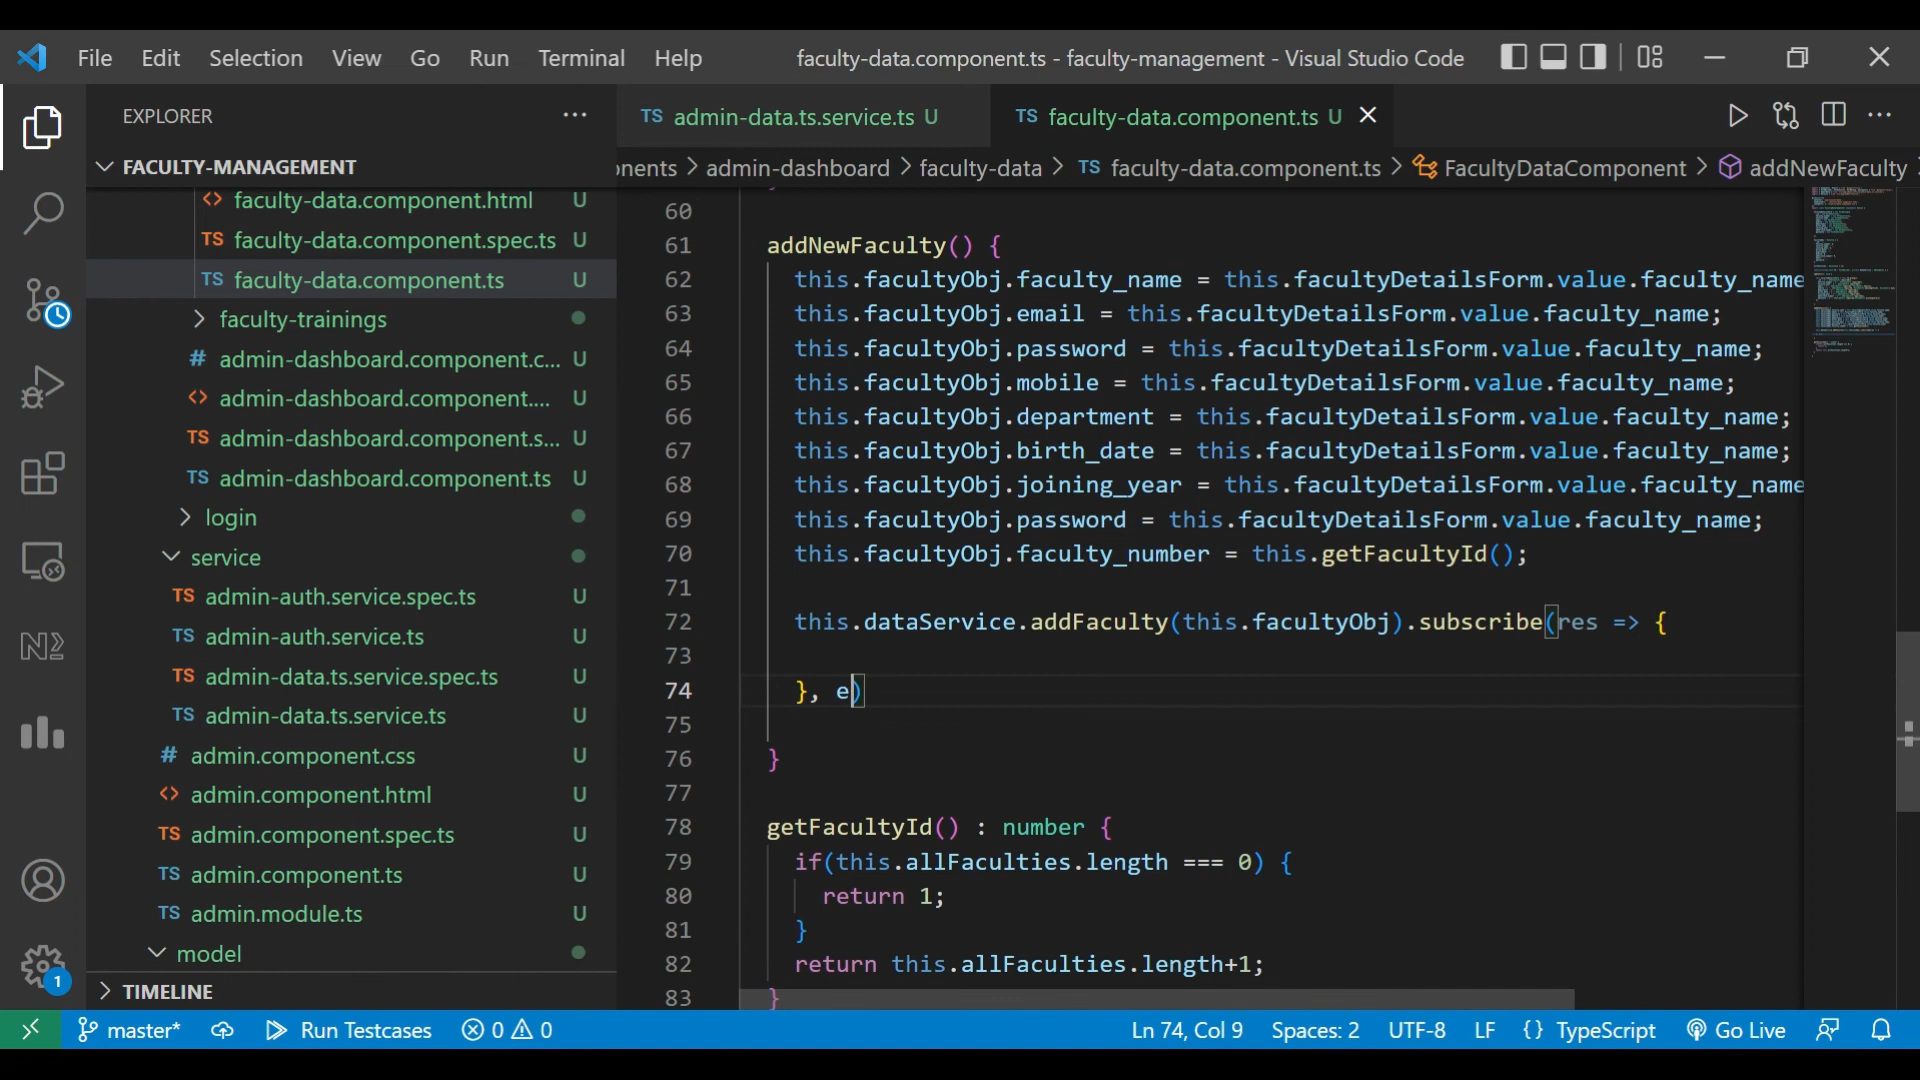 File Edit Selection View Go Run Terminal Help faculty-data.component.ts - faculty-management - Visual Studio Code
EXPLORER
FACULTY-MANAGEMENT
faculty-data.component.html U
TS faculty-data.component.spec.ts U
TS faculty-data.component.ts U
faculty-trainings
# admin-dashboard.component.c... U
admin-dashboard.component.... U
TS admin-dashboard.component.s... U
TS admin-dashboard.component.ts U
login
service
TS admin-auth.service.spec.ts U
TS admin-auth.service.ts U
TS admin-data.ts.service.spec.ts U
TS admin-data.ts.service.ts U
# admin.component.css U
admin.component.html U
TS admin.component.spec.ts U
TS admin.component.ts U
TS admin.module.ts U
model
TIMELINE
1
TS admin-data.ts.service.ts U TS faculty-data.component.ts U
onents > admin-dashboard > faculty-data > TS faculty-data.component.ts > FacultyDataComponent > addNewFaculty
60
61 addNewFaculty() {
62 this.facultyObj.faculty_name = this.facultyDetailsForm.value.faculty_name
63 this.facultyObj.email = this.facultyDetailsForm.value.faculty_name;
64 this.facultyObj.password = this.facultyDetailsForm.value.faculty_name;
65 this.facultyObj.mobile = this.facultyDetailsForm.value.faculty_name;
66 this.facultyObj.department = this.facultyDetailsForm.value.faculty_name;
67 this.facultyObj.birth_date = this.facultyDetailsForm.value.faculty_name;
68 this.facultyObj.joining_year = this.facultyDetailsForm.value.faculty_name
69 this.facultyObj.password = this.facultyDetailsForm.value.faculty_name;
70 this.facultyObj.faculty_number = this.getFacultyId();
71
72 this.dataService.addFaculty(this.facultyObj).subscribe(res => {
73
74 }, e)
75
76 }
77
78 getFacultyId() : number {
79 if(this.allFaculties.length === 0) {
80 return 1;
81 }
82 return this.allFaculties.length+1;
83 }
master* Run Testcases 0 0 Ln 74, Col 9 Spaces: 2 UTF-8 LF {} TypeScript Go Live